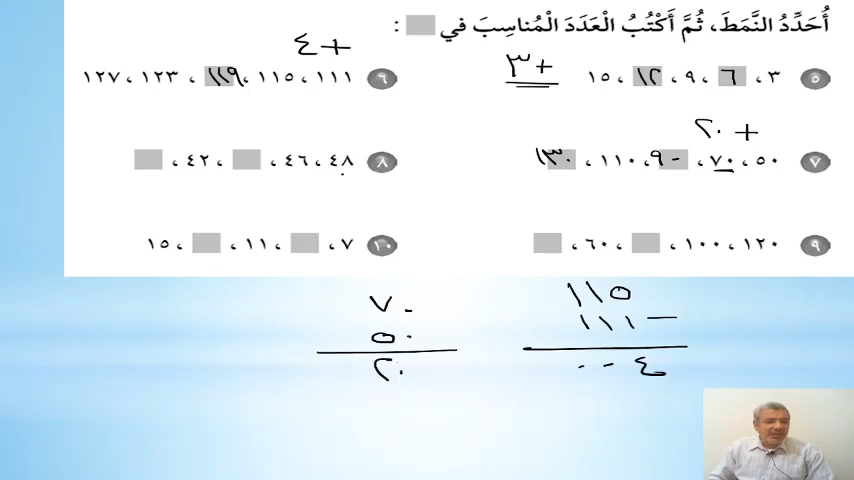 أُحَدِّدُ النَّمَطَ، ثُمَّ أَكْتُبُ الْعَدَدَ الْمُناسِبَ في :
+٣
٥ ٣ ، ٦ ، ٩ ، ١٢ ، ١٥
+٤
٦ ١١١ ، ١١٥ ، ١١٩ ، ١٢٣ ، ١٢٧
+ ٢٠
٧ ٥٠ ، ٧٠ ، ٩٠ ، ١١٠ ، ١٣٠
٨ ٤٨ ، ٤٦ ، ، ٤٢ ،
٩ ١٢٠ ، ١٠٠ ، ، ٦٠ ،
١٠ ٧ ، ، ١١ ، ، ١٥
١١٥
١١١ −
٠٠٤
٧٠
٥٠
٢٠